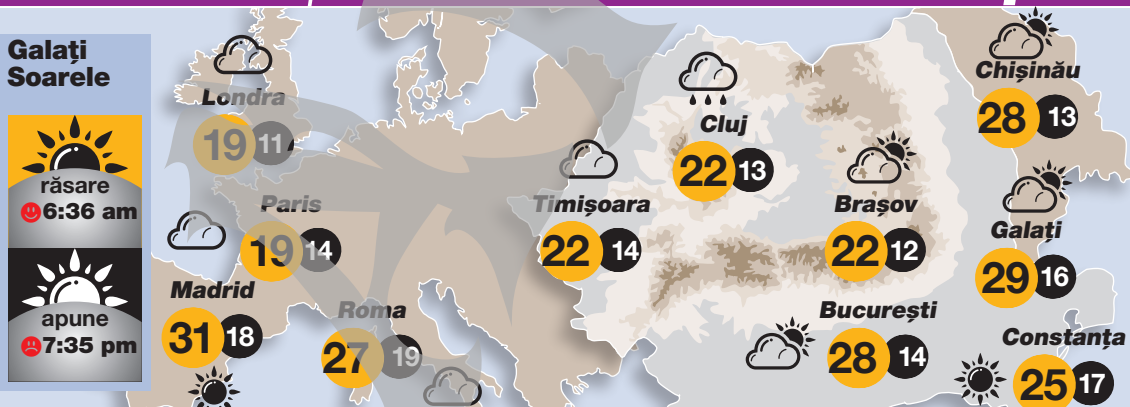 Galați
Soarele
răsare
6:36 am
apune
7:35 pm
Londra
19 11
Paris
19 14
Madrid
31 18
Roma
27 19
Timișoara
22 14
Cluj
22 13
Brașov
22 12
București
28 14
Chișinău
28 13
Galați
29 16
Constanța
25 17